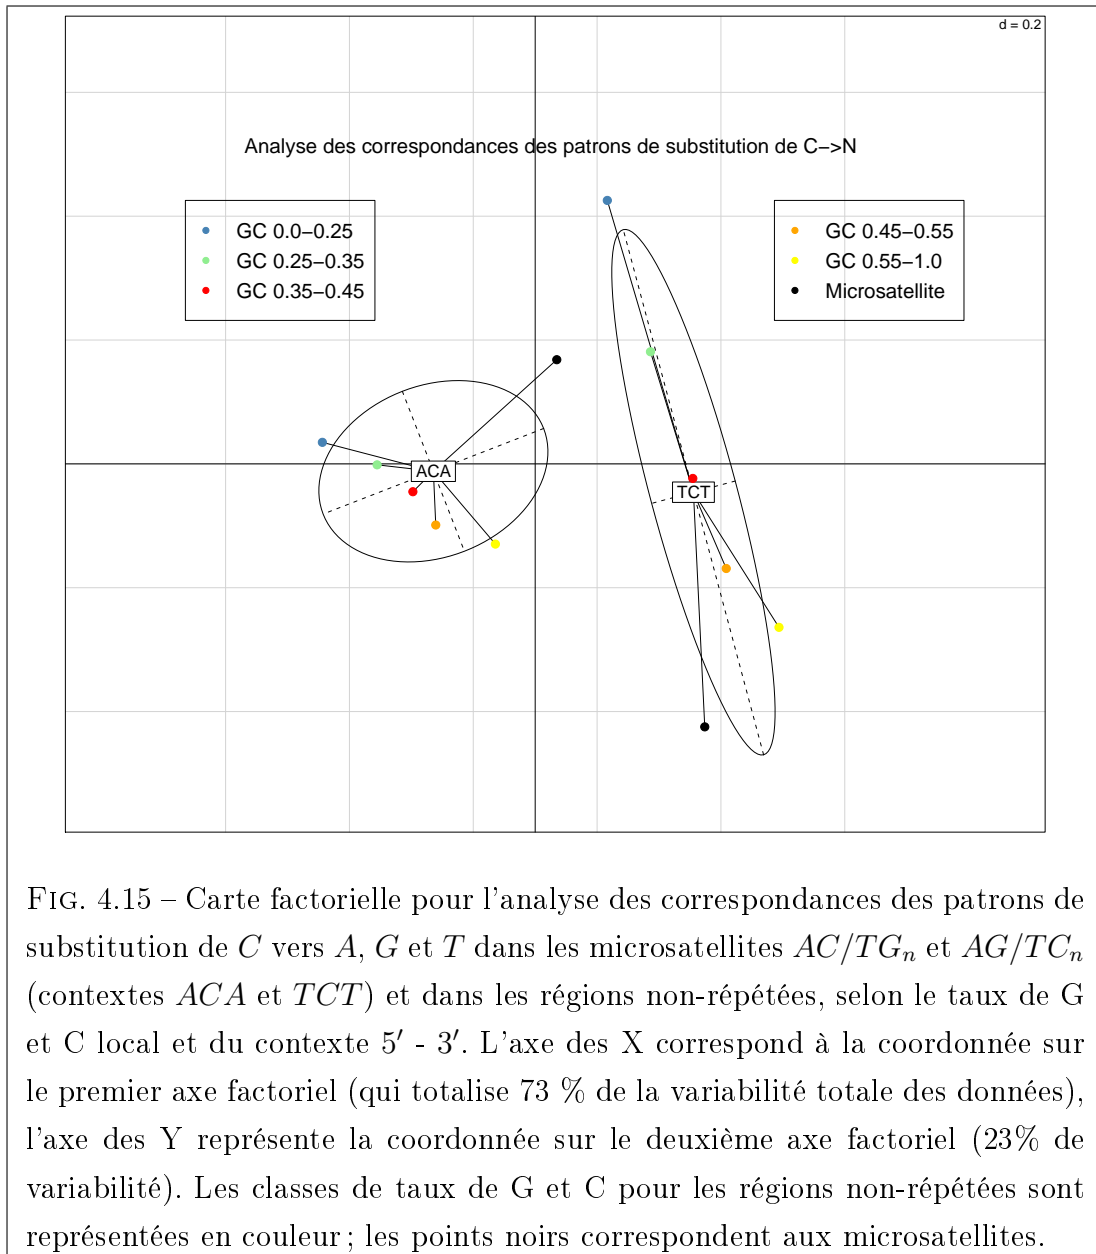 d = 0.2
Analyse des correspondances des patrons de substitution de C−>N
GC 0.0−0.25
GC 0.25−0.35
GC 0.35−0.45
GC 0.45−0.55
GC 0.55−1.0
Microsatellite
ACA
TCT
FIG. 4.15 – Carte factorielle pour l'analyse des correspondances des patrons de
substitution de C vers A, G et T dans les microsatellites AC/TGₙ et AG/TCₙ
(contextes ACA et TCT) et dans les régions non-répétées, selon le taux de G
et C local et du contexte 5′ - 3′. L'axe des X correspond à la coordonnée sur
le premier axe factoriel (qui totalise 73 % de la variabilité totale des données),
l'axe des Y représente la coordonnée sur le deuxième axe factoriel (23% de
variabilité). Les classes de taux de G et C pour les régions non-répétées sont
représentées en couleur ; les points noirs correspondent aux microsatellites.